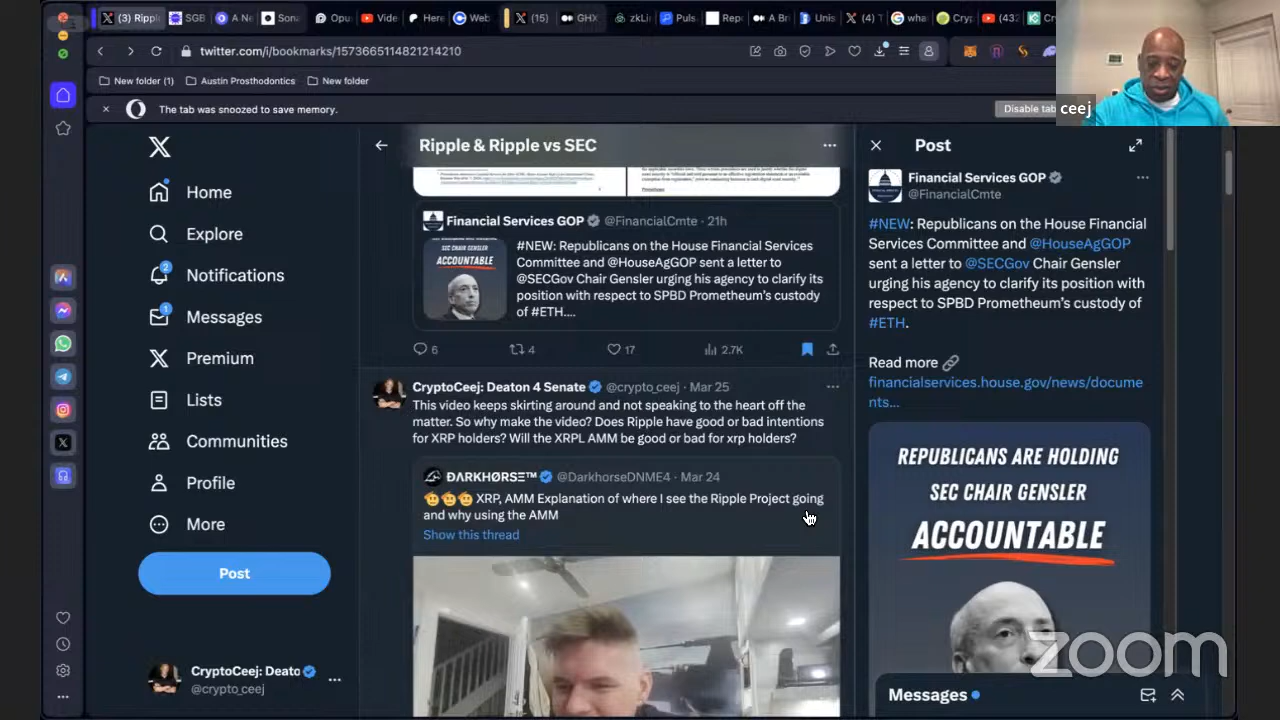 (3) Rippl
SGB
A Ne
Sona
Opu
Vide
Here
Web
(15)
GHX
zkLi
Puls
Repo
A Br
Unis
(4) T
wha
Cryp
(432
Cr
twitter.com/i/bookmarks/1573665114821214210
New folder (1)
Austin Prosthodontics
New folder
The tab was snoozed to save memory.
Disable tab
ceej
Home
Explore
2
Notifications
1
Messages
Premium
Lists
Communities
Profile
More
Post
CryptoCeej: Deato
@crypto_ceej
Ripple & Ripple vs SEC
Financial Services GOP @FinancialCmte · 21h
SEC CHAIR GENSLER
ACCOUNTABLE
#NEW: Republicans on the House Financial Services
Committee and @HouseAgGOP sent a letter to
@SECGov Chair Gensler urging his agency to clarify its
position with respect to SPBD Prometheum's custody
of #ETH....
6
4
17
2.7K
CryptoCeej: Deaton 4 Senate @crypto_ceej · Mar 25
This video keeps skirting around and not speaking to the heart off the
matter. So why make the video? Does Ripple have good or bad intentions
for XRP holders? Will the XRPL AMM be good or bad for xrp holders?
ĐARKHØRSE™ @DarkhorseDNME4 · Mar 24
XRP, AMM Explanation of where I see the Ripple Project going
and why using the AMM
Show this thread
Post
Financial Services GOP
@FinancialCmte
#NEW: Republicans on the House Financial
Services Committee and @HouseAgGOP
sent a letter to @SECGov Chair Gensler
urging his agency to clarify its position with
respect to SPBD Prometheum's custody of
#ETH.
Read more
financialservices.house.gov/news/docume
nts...
REPUBLICANS ARE HOLDING
SEC CHAIR GENSLER
ACCOUNTABLE
zoom
Messages